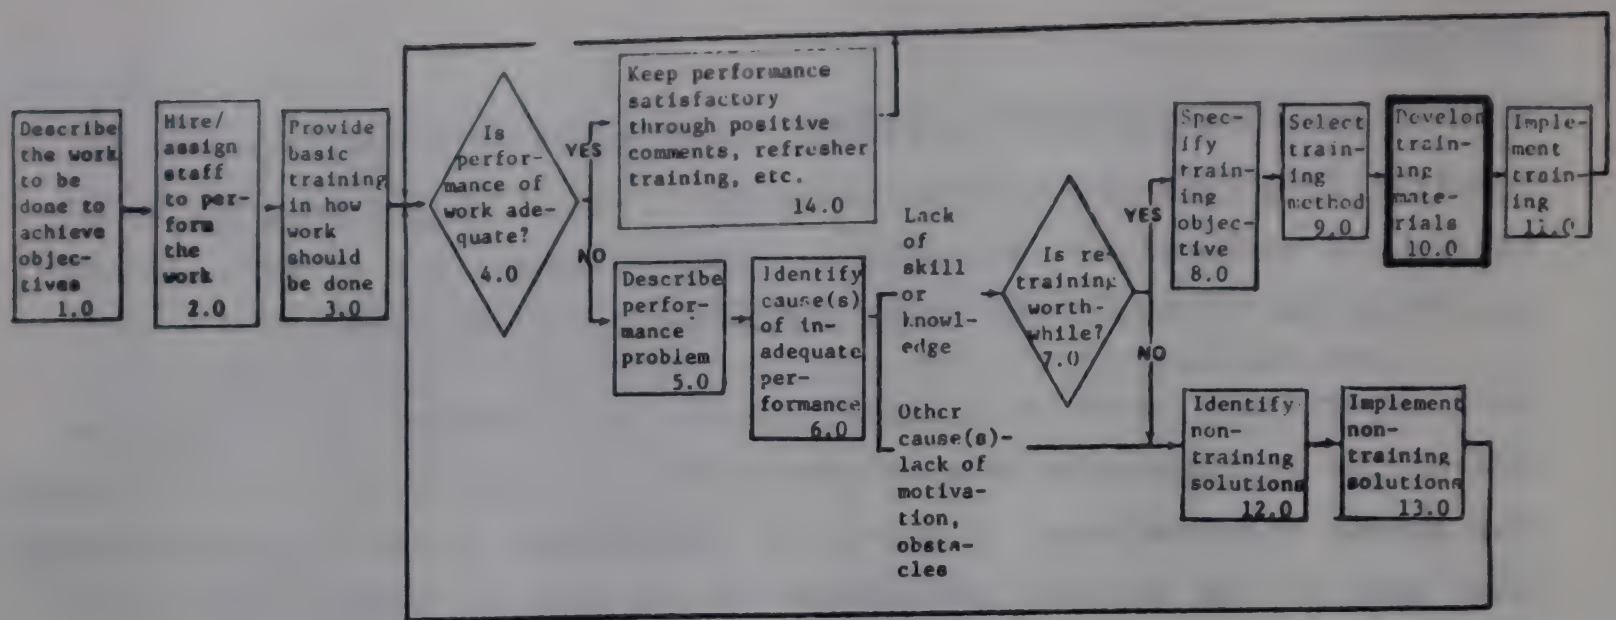 Describe
the work
to be
done to
achieve
objec-
tives
1.0
Hire/
assign
staff
to per-
form
the
work
2.0
Provide
basic
training
in how
work
should
be done
3.0
Is
perfor-
mance of
work ade-
quate?
4.0
YES
NO
Keep performance
satisfactory
through positive
comments, refresher
training, etc.
14.0
Describe
perfor-
mance
problem
5.0
Identify
cause(s)
of in-
adequate
per-
formance
6.0
Lack
of
skill
or
knowl-
edge
Other
cause(s)-
lack of
motiva-
tion,
obsta-
cles
Is re-
training
worth-
while?
7.0
YES
NO
Spec-
ify
train-
ing
objec-
tive
8.0
Select
train-
ing
method
9.0
Develop
train-
ing
mate-
rials
10.0
Imple-
ment
train-
ing
11.0
Identify
non-
training
solutions
12.0
Implement
non-
training
solutions
13.0